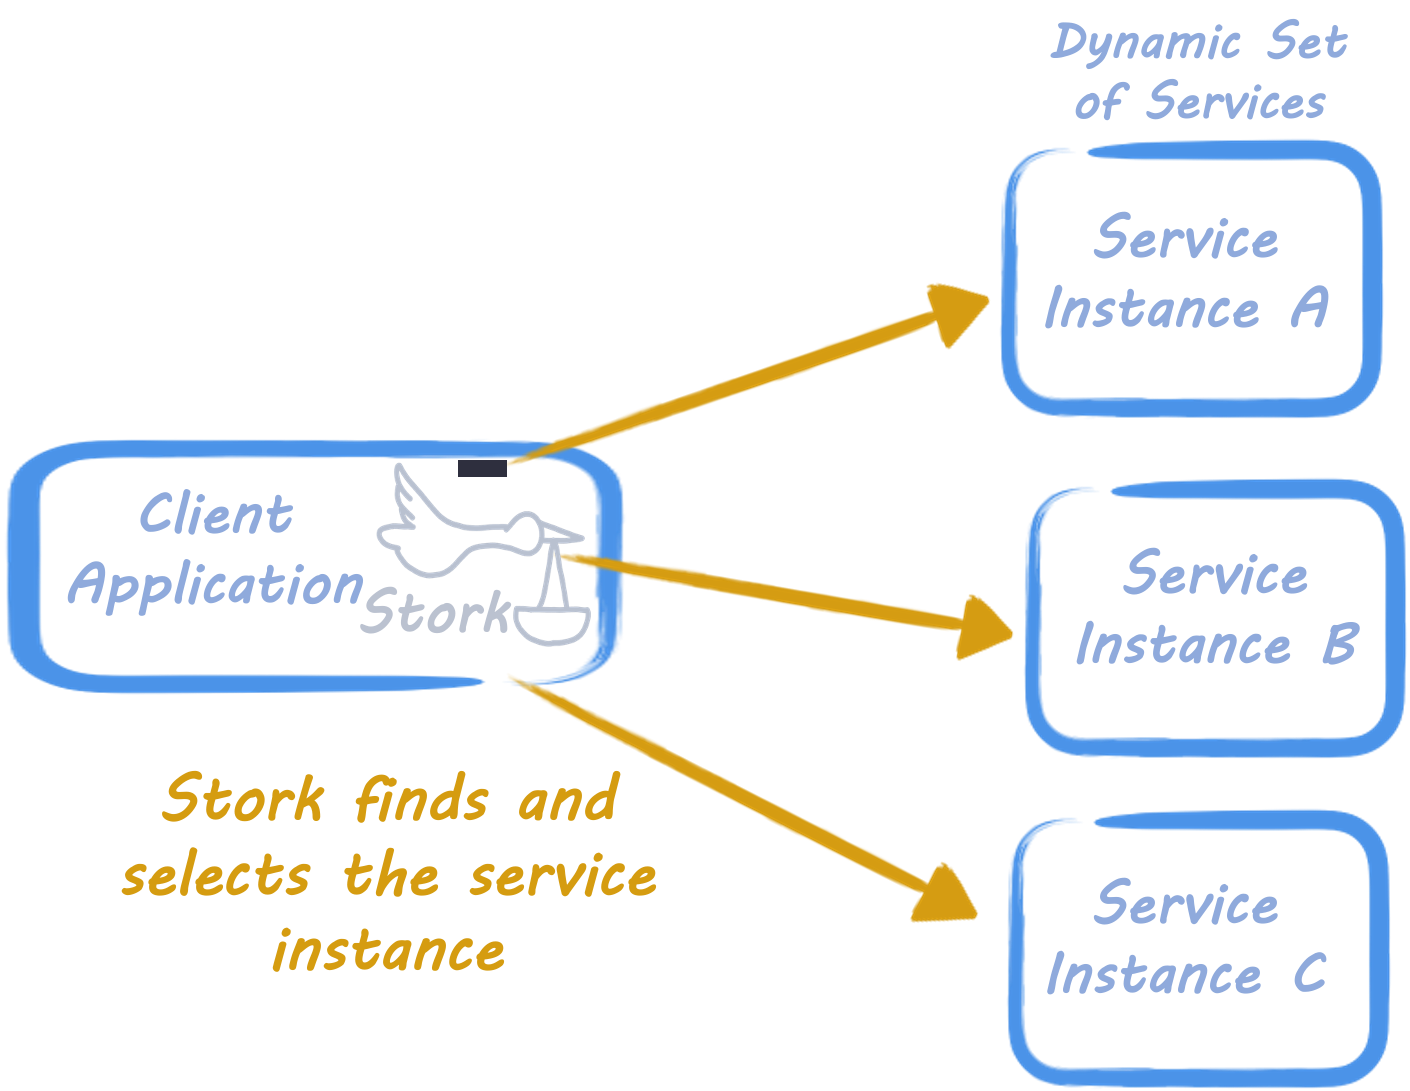 Dynamic Set
of Services
Service
Instance A
Client
Application
Stork
Service
Instance B
Stork finds and
selects the service
instance
Service
Instance C